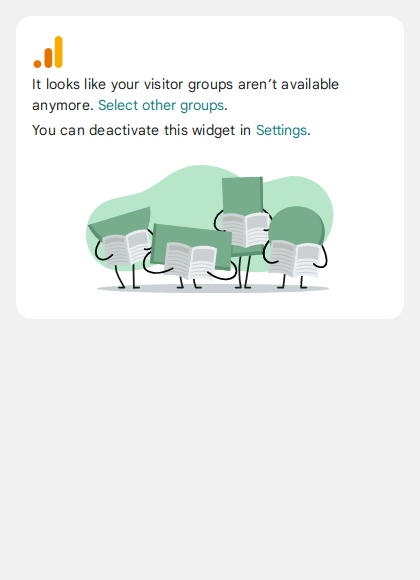 It looks like your visitor groups aren’t available
anymore. Select other groups.
You can deactivate this widget in Settings.